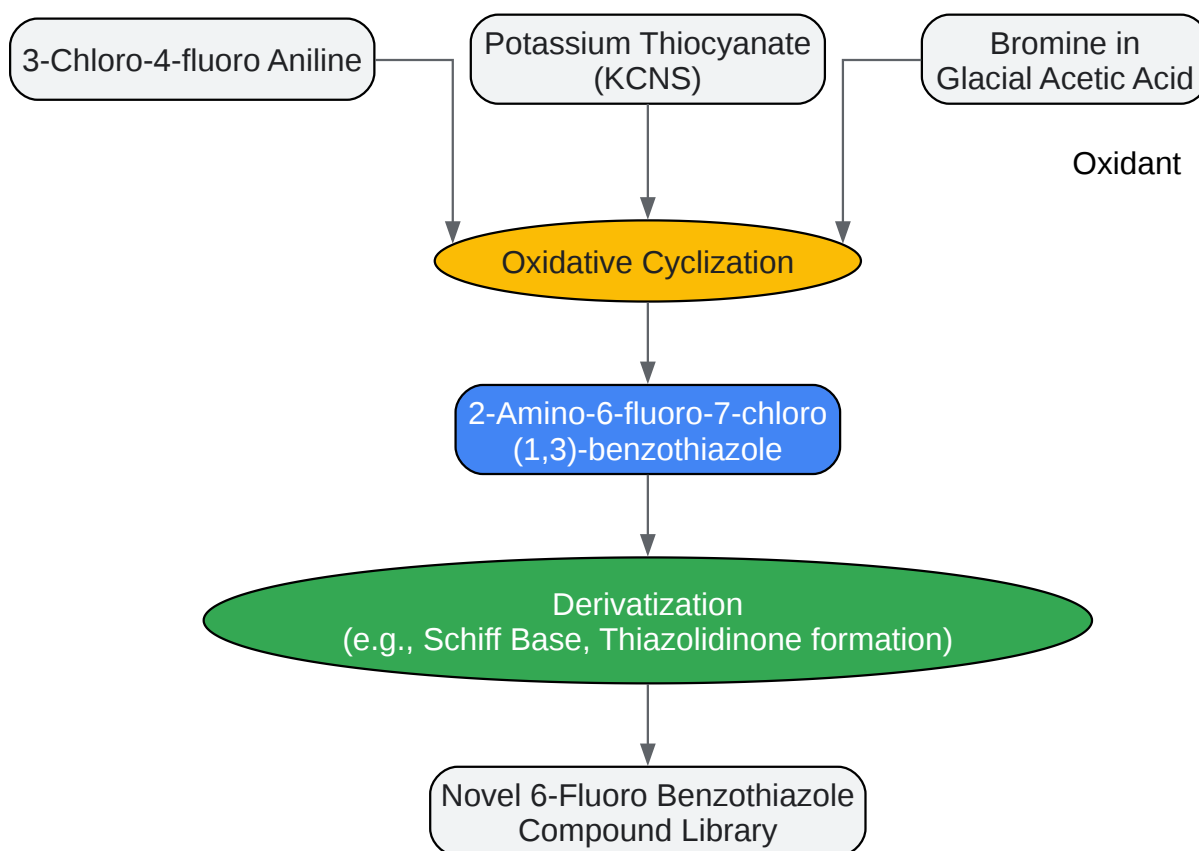 3-Chloro-4-fluoro Aniline
Potassium Thiocyanate
(KCNS)
Bromine in
Glacial Acetic Acid
Oxidant
Oxidative Cyclization
2-Amino-6-fluoro-7-chloro
(1,3)-benzothiazole
Derivatization
(e.g., Schiff Base, Thiazolidinone formation)
Novel 6-Fluoro Benzothiazole
Compound Library